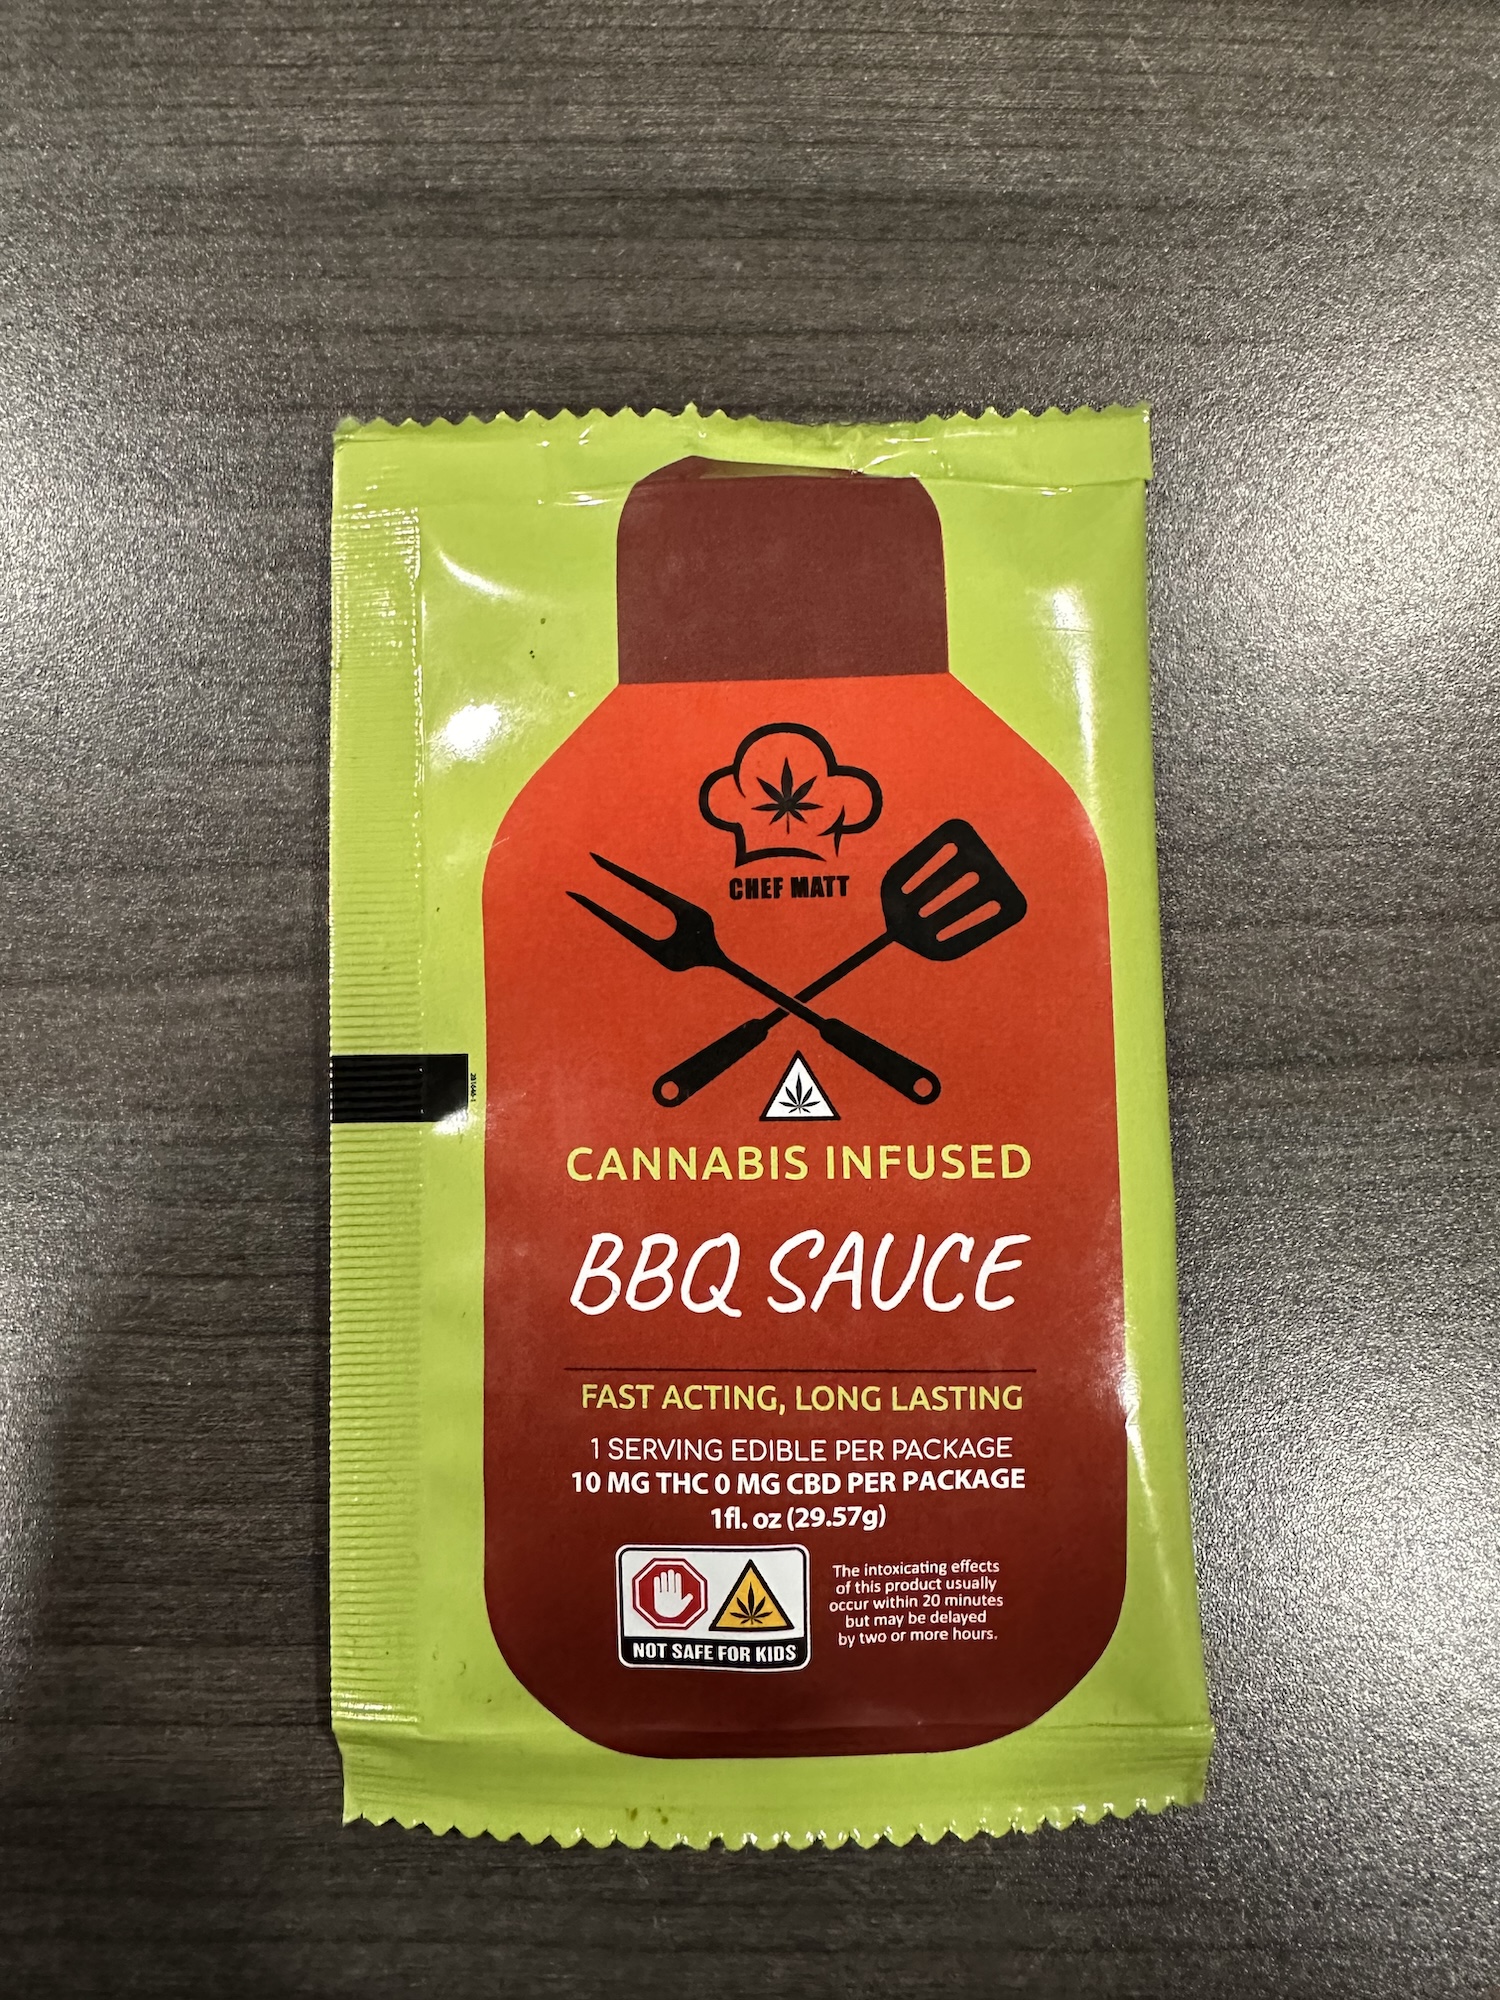 CHEF MATT
CANNABIS INFUSED
BBQ SAUCE
FAST ACTING, LONG LASTING
1 SERVING EDIBLE PER PACKAGE
10 MG THC 0 MG CBD PER PACKAGE
1fl. oz (29.57g)
NOT SAFE FOR KIDS
The intoxicating effects
of this product usually
occur within 20 minutes
but may be delayed
by two or more hours.